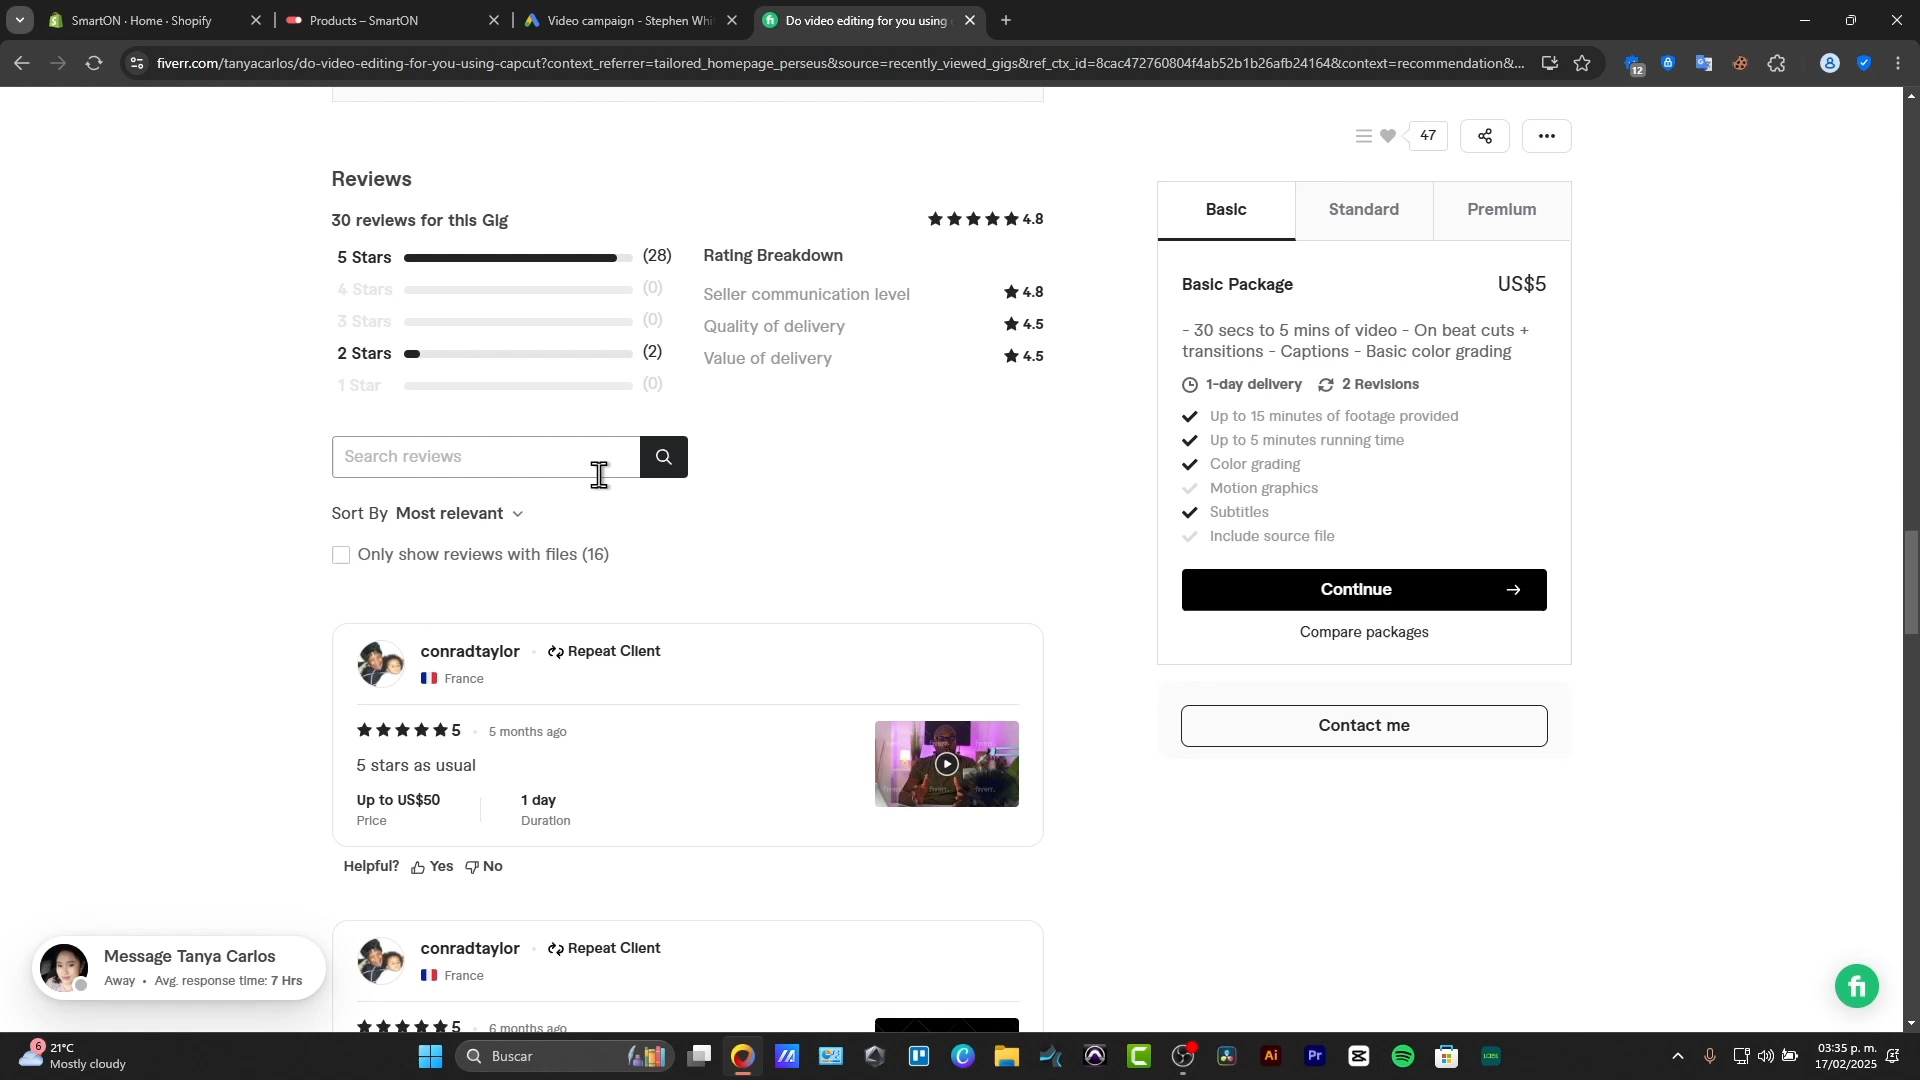 SmartON · Home · Shopify
Products – SmartON
Video campaign - Stephen Whi
Do video editing for you using
fiverr.com/tanyacarlos/do-video-editing-for-you-using-capcut?context_referrer=tailored_homepage_perseus&source=recently_viewed_gigs&ref_ctx_id=8cac472760804f4ab52b1b26afb24164&context=recommendation&...
12
47
Reviews
30 reviews for this Gig
4.8
5 Stars (28)
4 Stars (0)
3 Stars (0)
2 Stars (2)
1 Star (0)
Rating Breakdown
Seller communication level 4.8
Quality of delivery 4.5
Value of delivery 4.5
Search reviews
Sort By Most relevant
Only show reviews with files (16)
conradtaylor · Repeat Client
France
5 · 5 months ago
5 stars as usual
Up to US$50
Price
1 day
Duration
fiverr.
Helpful? Yes No
conradtaylor · Repeat Client
France
5 · 6 months ago
Basic Standard Premium
Basic Package US$5
- 30 secs to 5 mins of video - On beat cuts +
transitions - Captions - Basic color grading
1-day delivery 2 Revisions
Up to 15 minutes of footage provided
Up to 5 minutes running time
Color grading
Motion graphics
Subtitles
Include source file
Continue →
Compare packages
Contact me
Message Tanya Carlos
Away • Avg. response time: 7 Hrs
fi
6
21°C
Mostly cloudy
Buscar
Ai
Pr
03:35 p. m.
17/02/2025